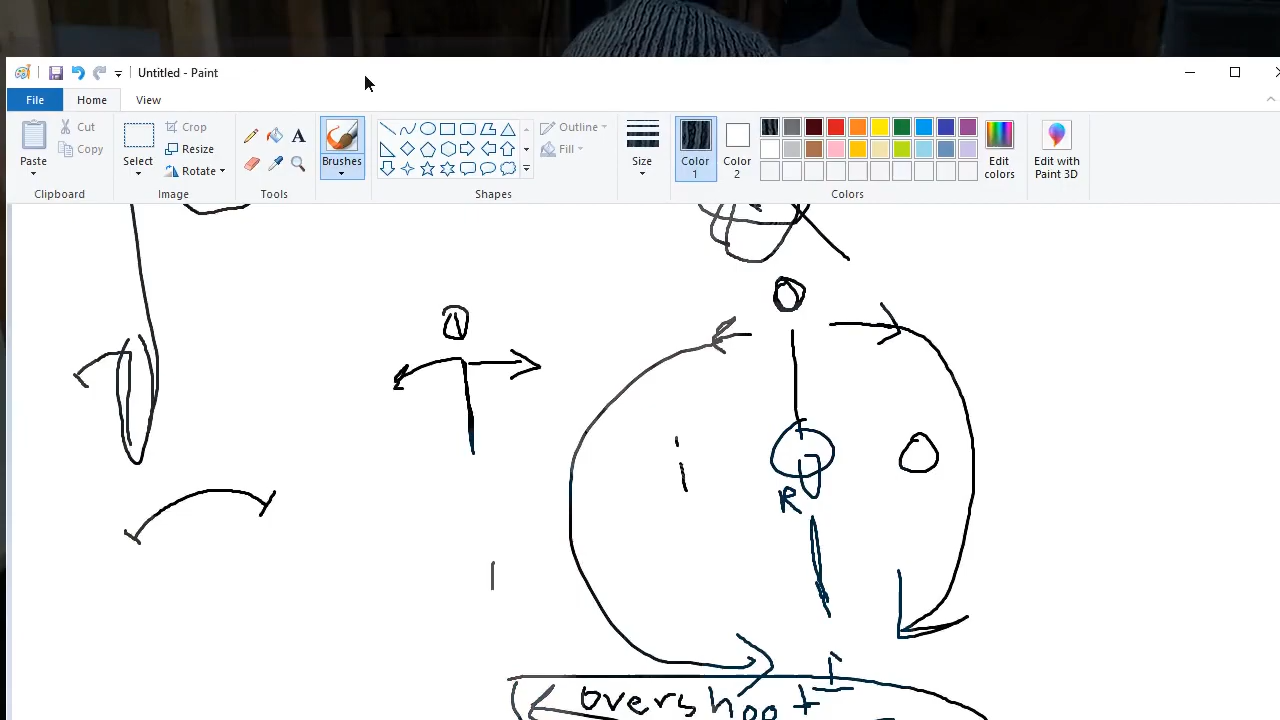 Untitled - Paint
File Home View
Paste Cut Copy Clipboard
Select Crop Resize Rotate Image
A Tools
Brushes
Outline Fill Shapes
Size
Color 1 Color 2 Edit colors Colors
Edit with Paint 3D
R
overshoot